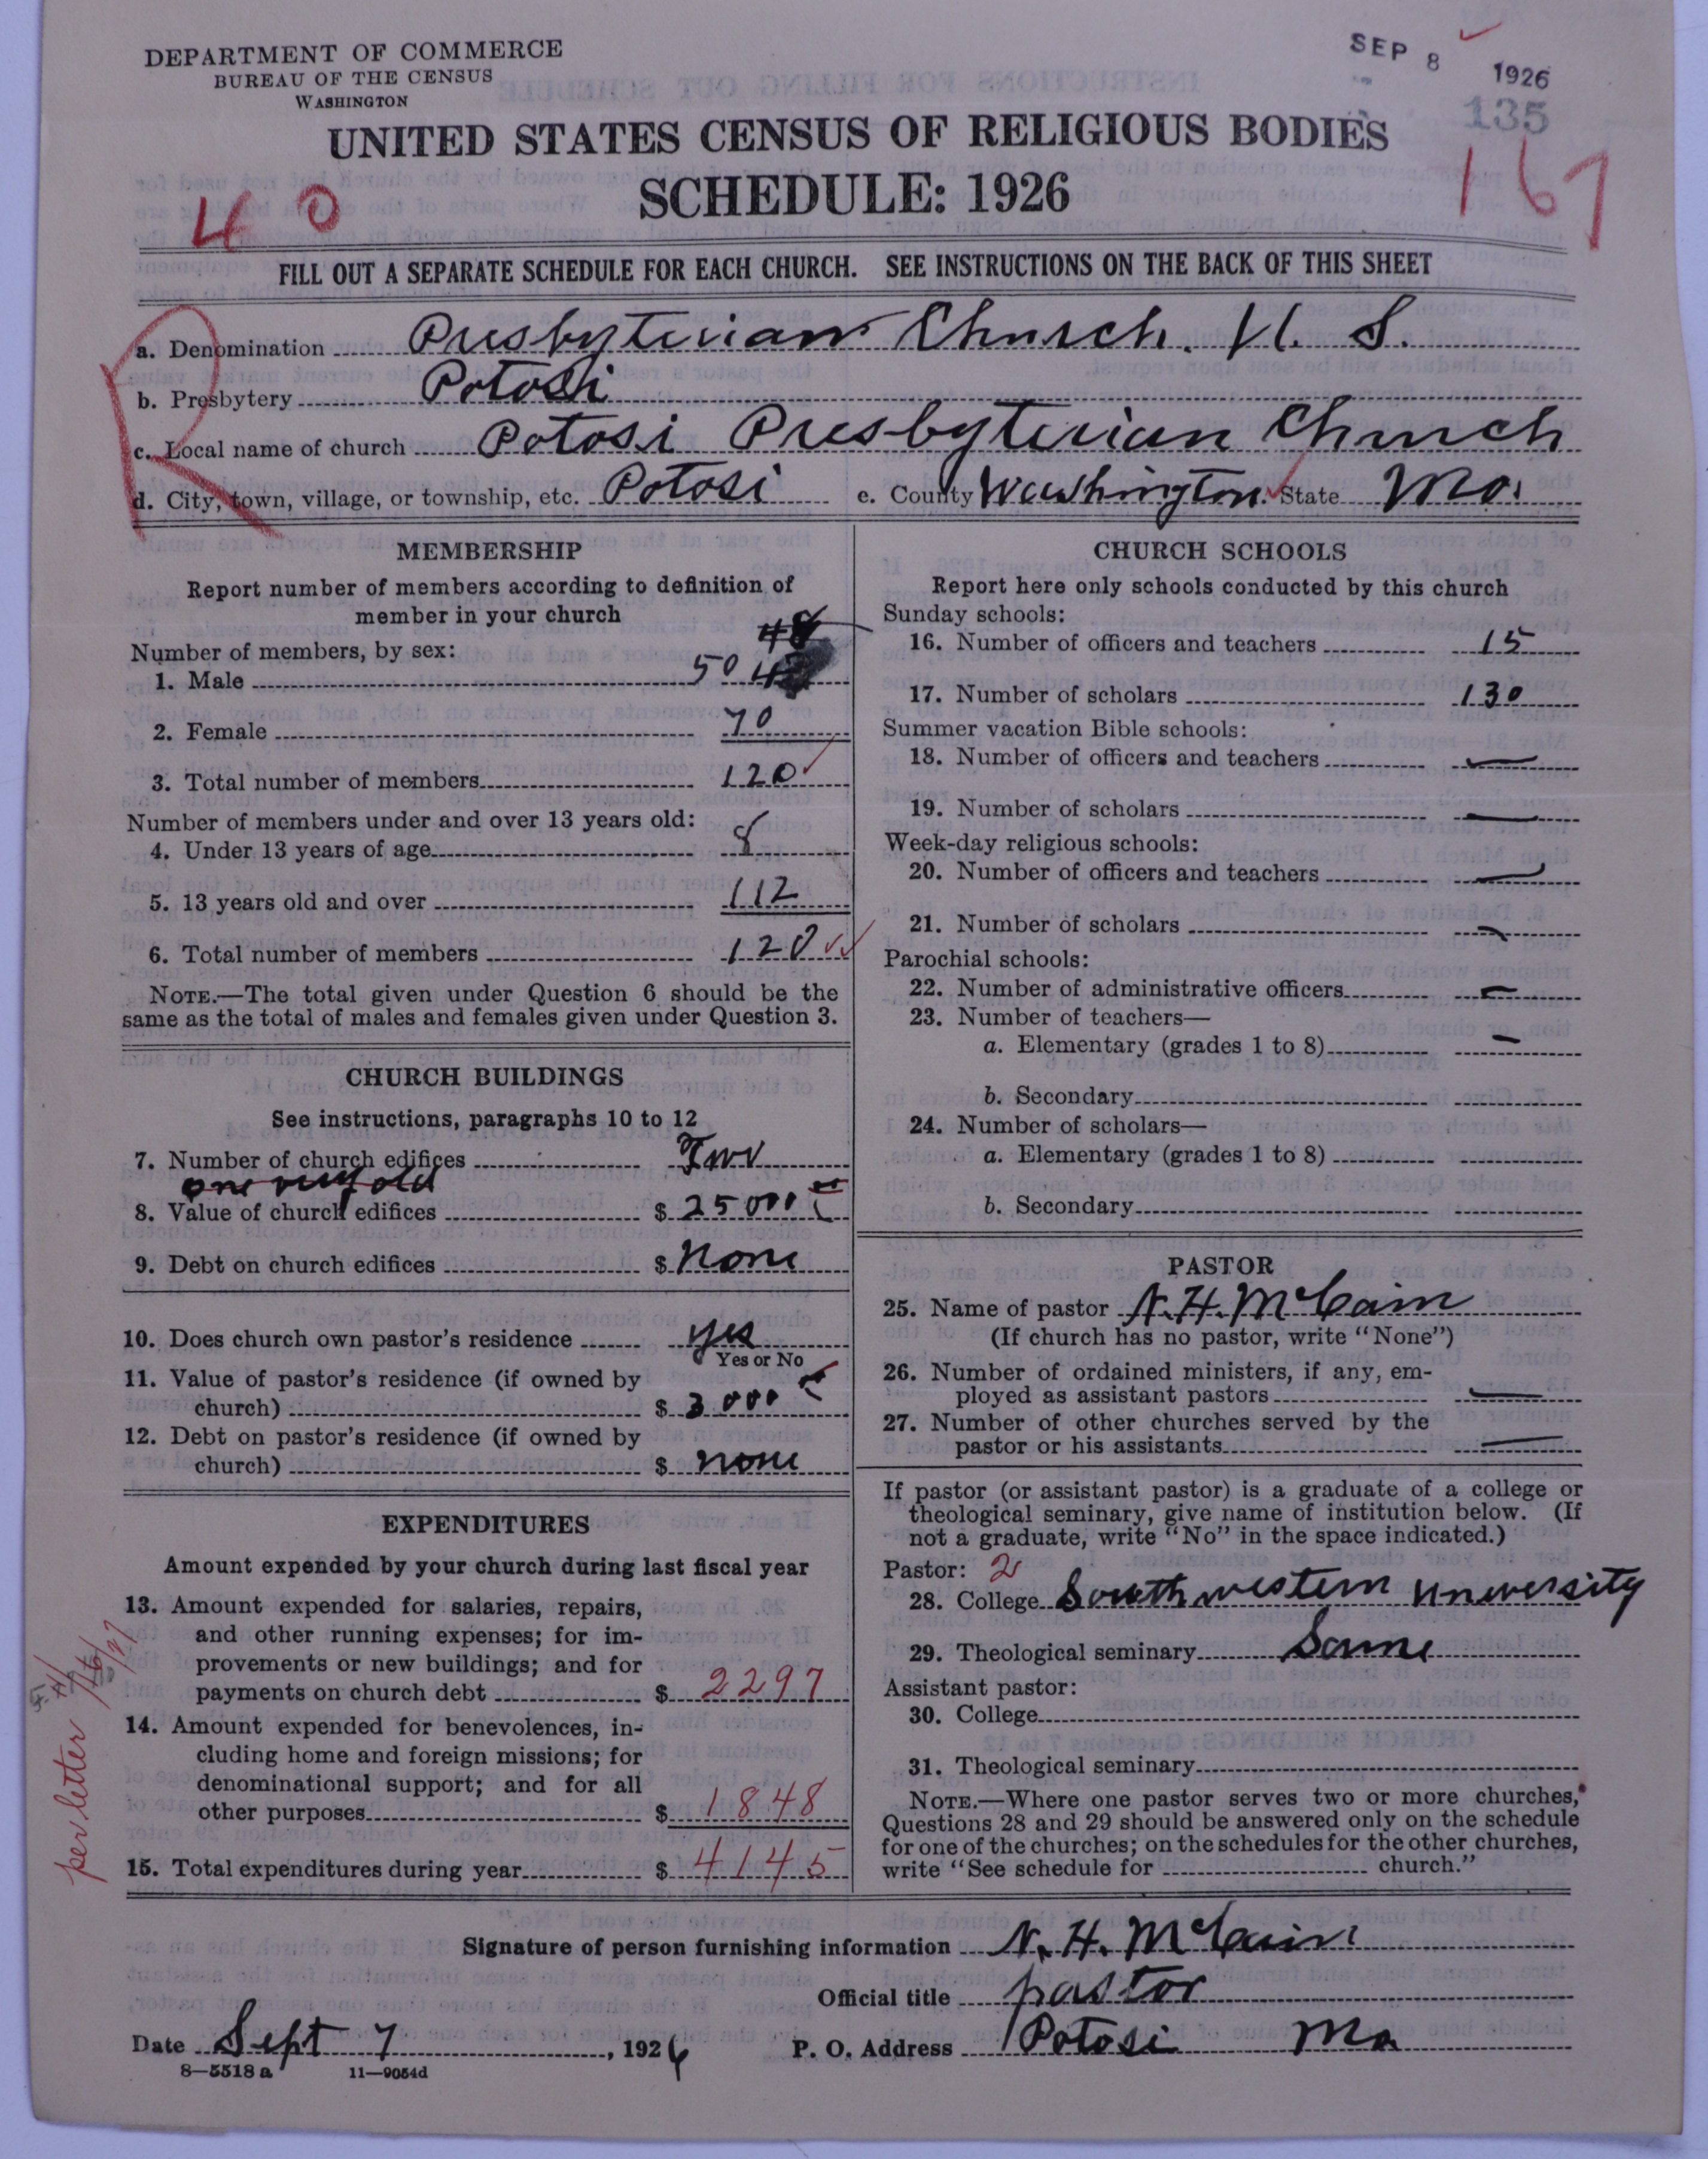 DEPARTMENT OF COMMERCE
BUREAU OF THE CENSUS
WASHINGTON
SEP 8 1926
135
UNITED STATES CENSUS OF RELIGIOUS BODIES
SCHEDULE: 1926
40
167
FILL OUT A SEPARATE SCHEDULE FOR EACH CHURCH. SEE INSTRUCTIONS ON THE BACK OF THIS SHEET
R
a. Denomination Presbyterian Church. U. S.
b. Presbytery Potosi
c. Local name of church Potosi Presbyterian Church
d. City, town, village, or township, etc. Potosi e. County Washington. State Mo.
MEMBERSHIP
Report number of members according to definition of
member in your church
Number of members, by sex:
48
1. Male 50
2. Female 70
3. Total number of members 120
Number of members under and over 13 years old:
4. Under 13 years of age 8
5. 13 years old and over 112
6. Total number of members 120
NOTE.—The total given under Question 6 should be the
same as the total of males and females given under Question 3.
CHURCH BUILDINGS
See instructions, paragraphs 10 to 12
7. Number of church edifices Two
one very old
8. Value of church edifices $ 25000
9. Debt on church edifices $ None
10. Does church own pastor's residence yes
Yes or No
11. Value of pastor's residence (if owned by
church) $ 3000
12. Debt on pastor's residence (if owned by
church) $ none
EXPENDITURES
Amount expended by your church during last fiscal year
13. Amount expended for salaries, repairs,
and other running expenses; for im-
provements or new buildings; and for
payments on church debt $ 2297
14. Amount expended for benevolences, in-
cluding home and foreign missions; for
denominational support; and for all
other purposes $ 1848
15. Total expenditures during year $ 4145
per letter
CHURCH SCHOOLS
Report here only schools conducted by this church
Sunday schools:
16. Number of officers and teachers 15
17. Number of scholars 130
Summer vacation Bible schools:
18. Number of officers and teachers —
19. Number of scholars —
Week-day religious schools:
20. Number of officers and teachers —
21. Number of scholars —
Parochial schools:
22. Number of administrative officers —
23. Number of teachers—
a. Elementary (grades 1 to 8) —
b. Secondary
24. Number of scholars—
a. Elementary (grades 1 to 8)
b. Secondary
PASTOR
25. Name of pastor N. H. McCain
(If church has no pastor, write "None")
26. Number of ordained ministers, if any, em-
ployed as assistant pastors —
27. Number of other churches served by the
pastor or his assistants —
If pastor (or assistant pastor) is a graduate of a college or
theological seminary, give name of institution below. (If
not a graduate, write "No" in the space indicated.)
Pastor: 2
28. College Southwestern University
29. Theological seminary Same
Assistant pastor:
30. College
31. Theological seminary
NOTE.—Where one pastor serves two or more churches,
Questions 28 and 29 should be answered only on the schedule
for one of the churches; on the schedules for the other churches,
write "See schedule for church."
Signature of person furnishing information N. H. McCain
Official title pastor
Date Sept 7, 1926 P. O. Address Potosi Mo
8—5518 a 11—9054d